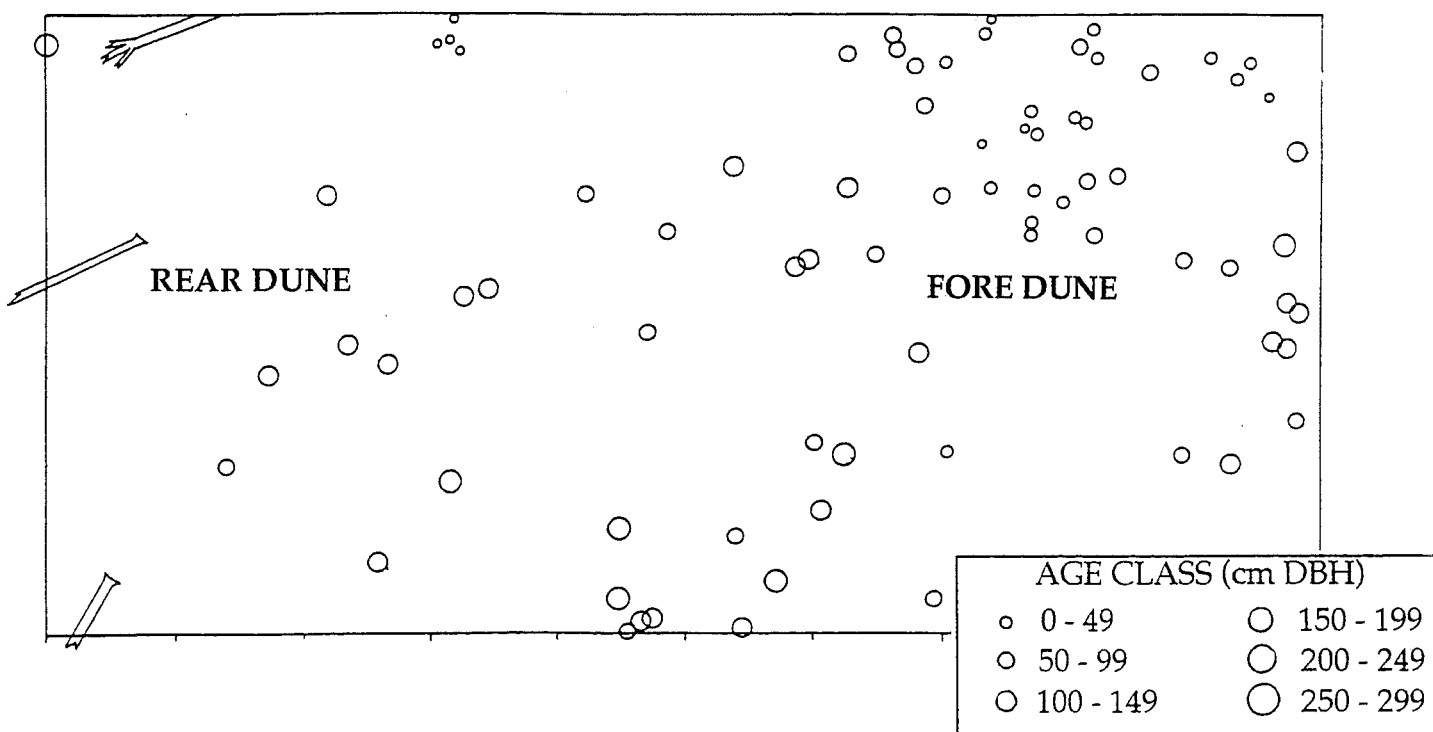 REAR DUNE
FORE DUNE
AGE CLASS (cm DBH)
0 - 49
50 - 99
100 - 149
150 - 199
200 - 249
250 - 299